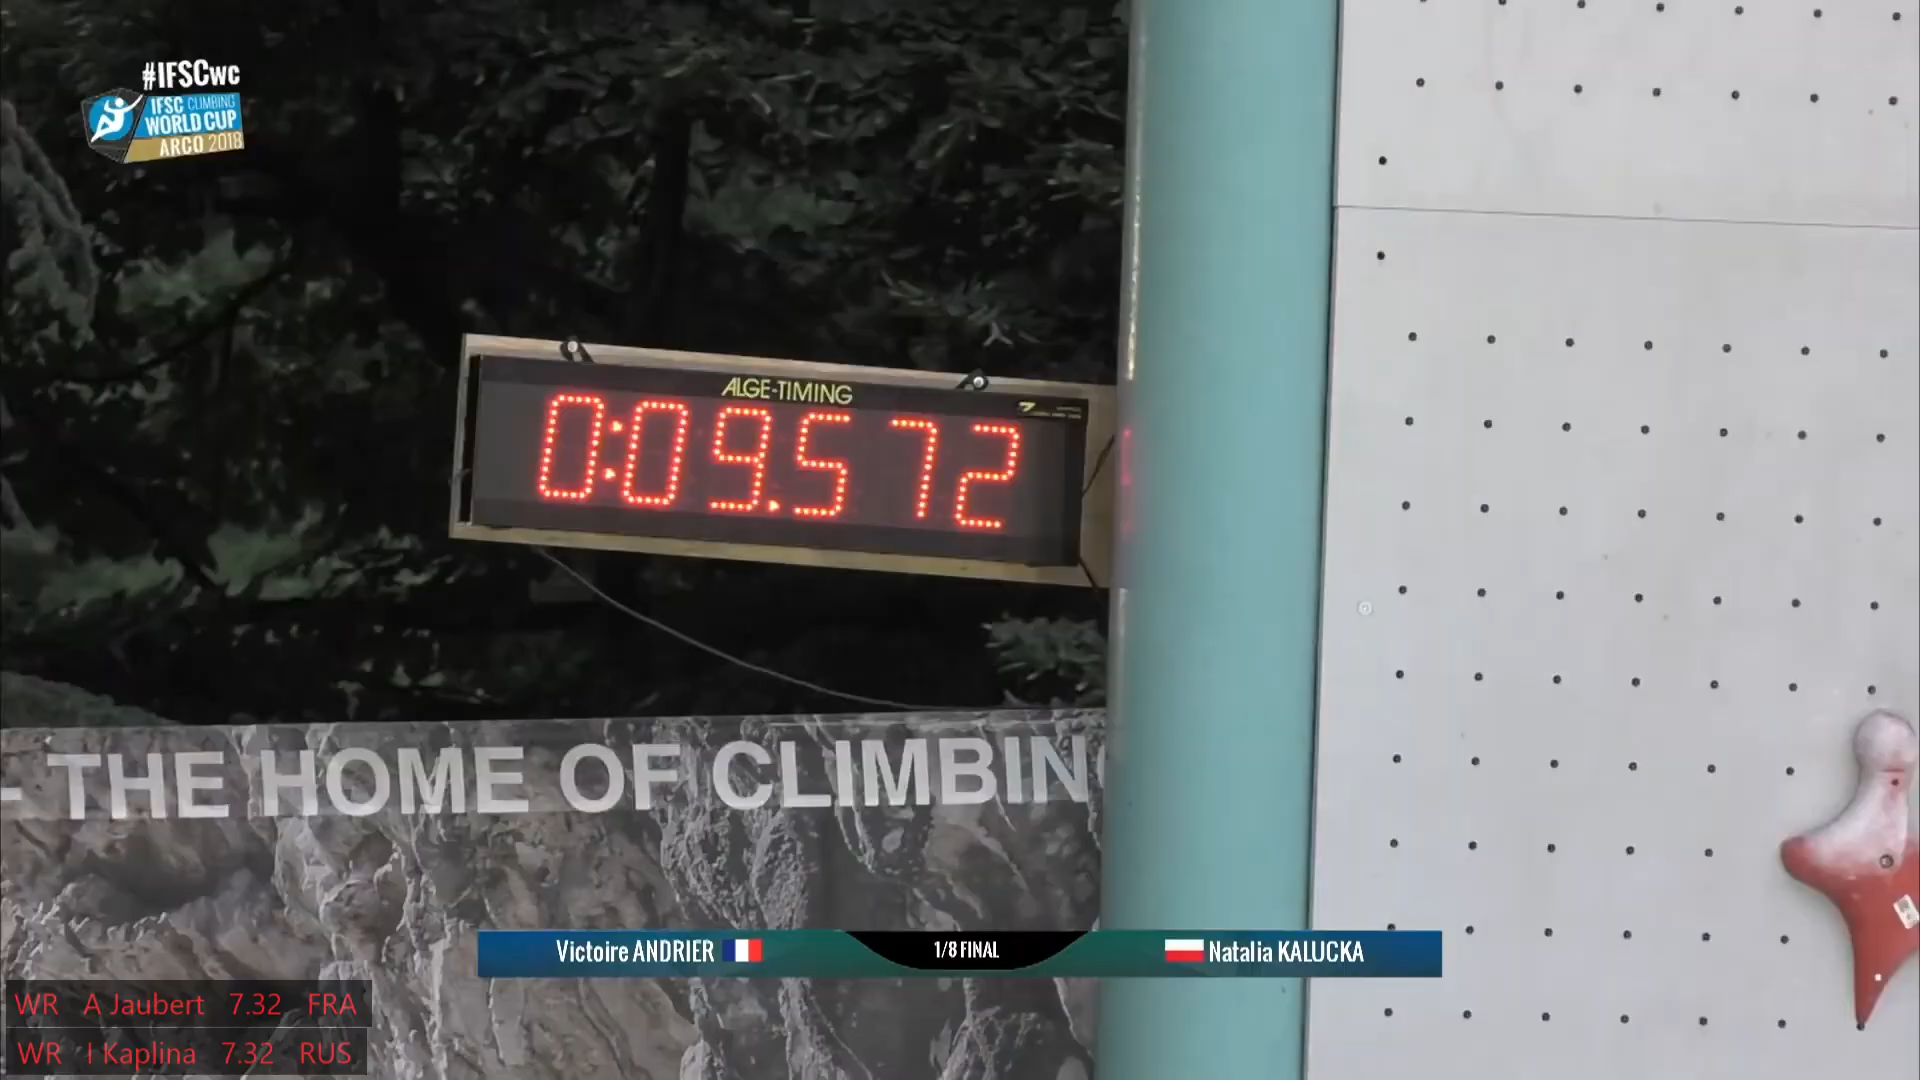 #IFSCwc
IFSC CLIMBING
WORLD CUP
ARCO 2018
ALGE-TIMING
0:09.572
- THE HOME OF CLIMBIN
Victoire ANDRIER 1/8 FINAL Natalia KALUCKA
WR A Jaubert 7.32 FRA
WR I Kaplina 7.32 RUS